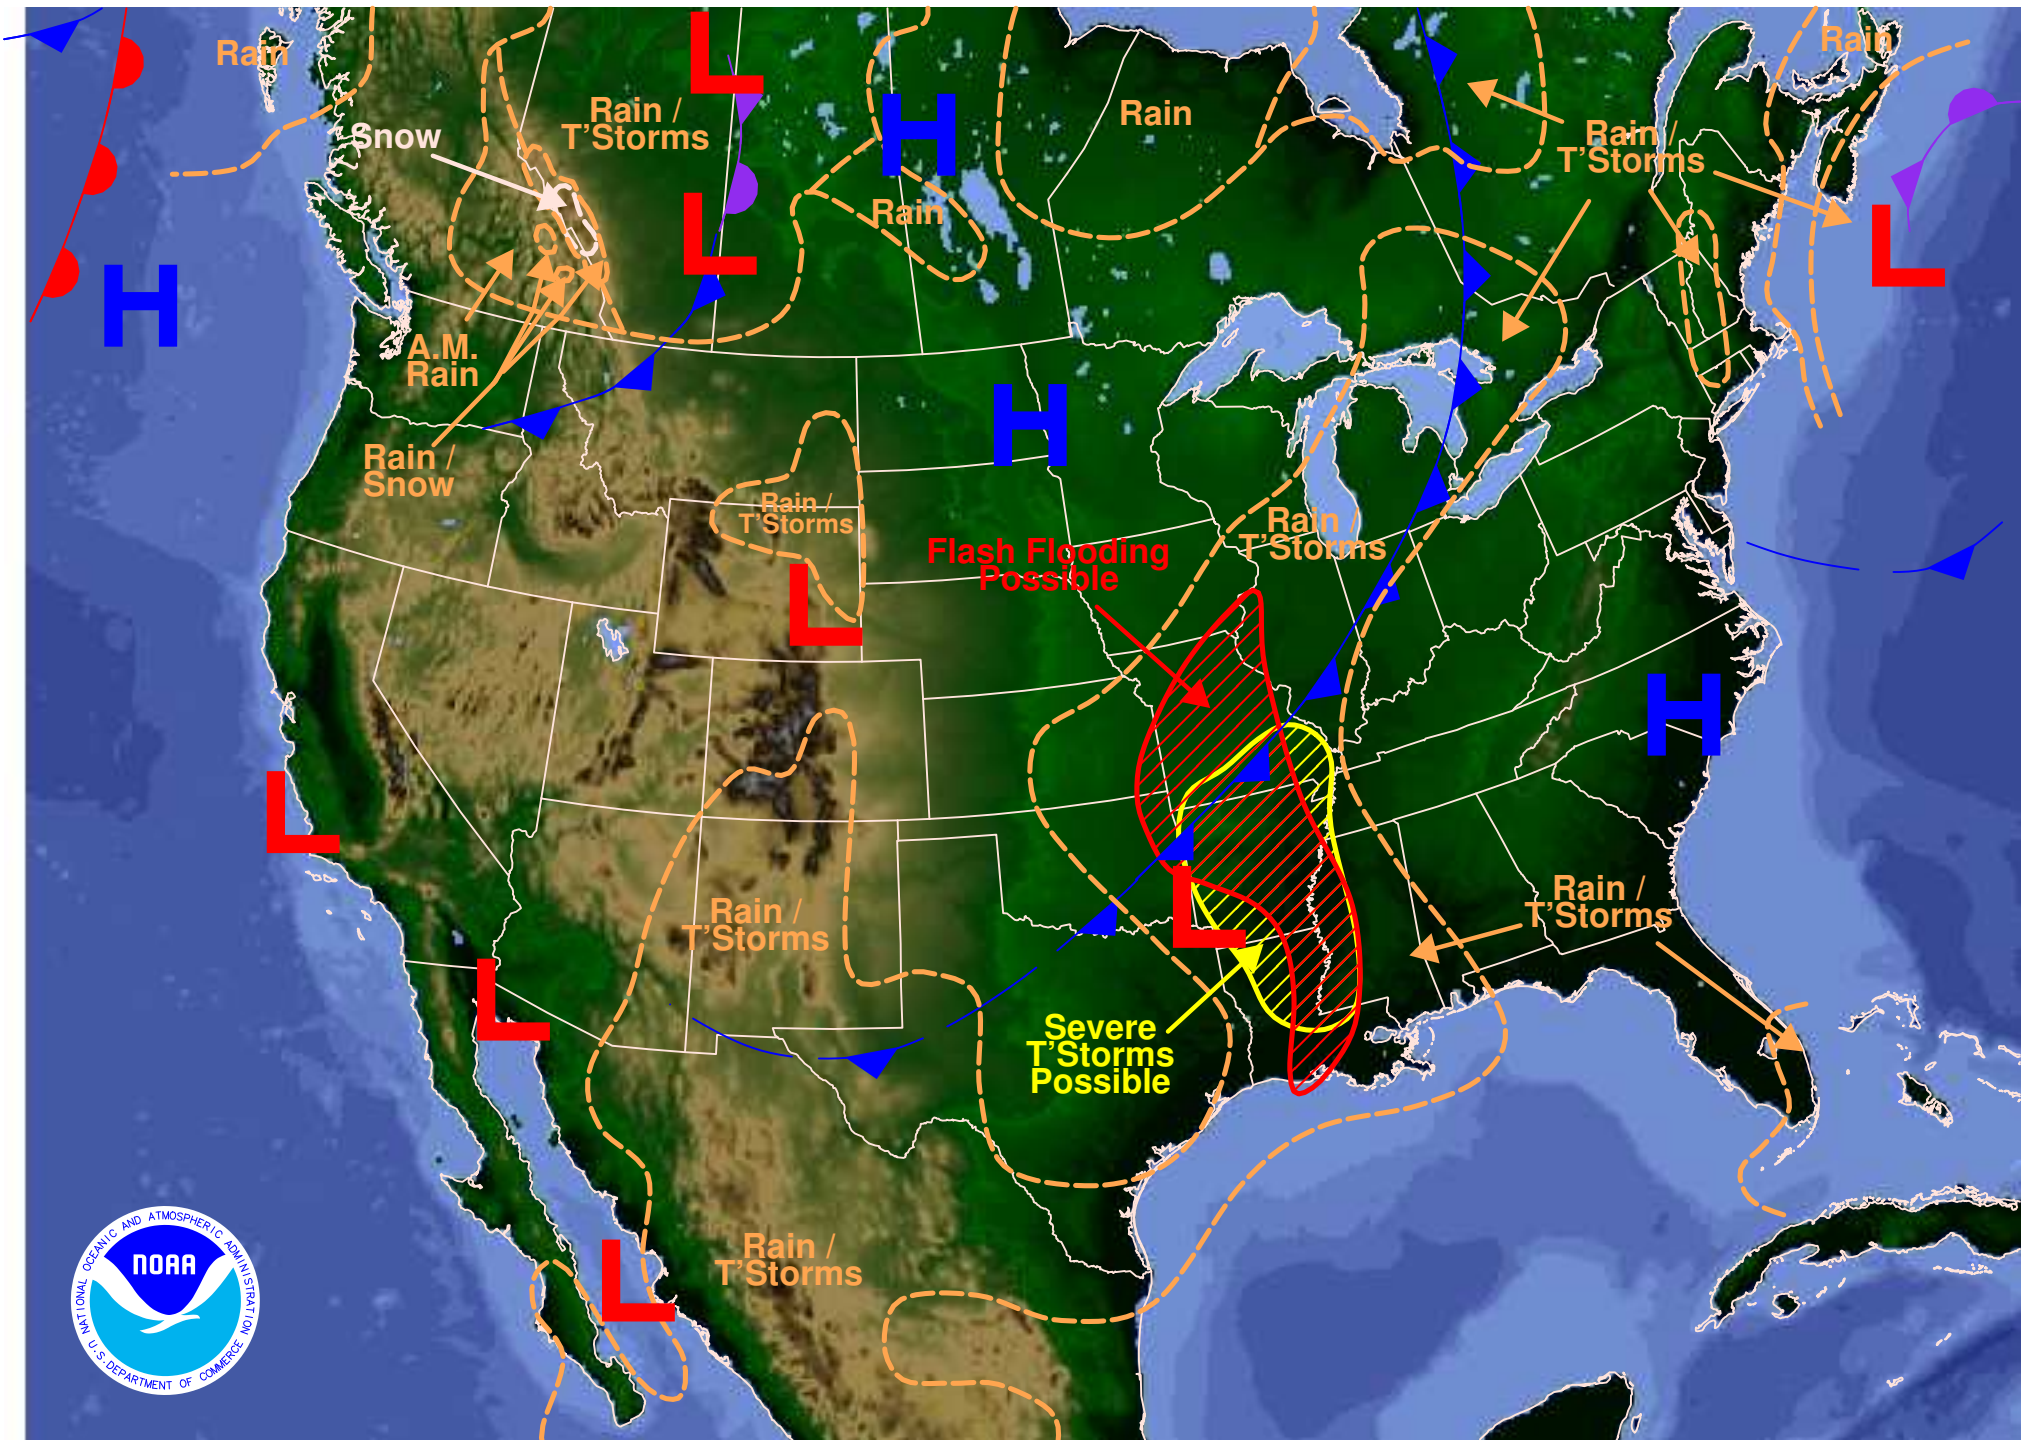 L
Rain
Rain
Rain /
T'Storms
H
Rain
Snow
Rain /
T'Storms
L
Rain
L
H
A.M.
Rain
H
Rain /
Snow
Rain /
T'Storms
Rain /
T'Storms
Flash Flooding
Possible
L
H
L
L
Rain /
T'Storms
Rain /
T'Storms
L
Severe
T'Storms
Possible
Rain /
T'Storms
L
NATIONAL OCEANIC AND ATMOSPHERIC ADMINISTRATION
NOAA
U.S. DEPARTMENT OF COMMERCE